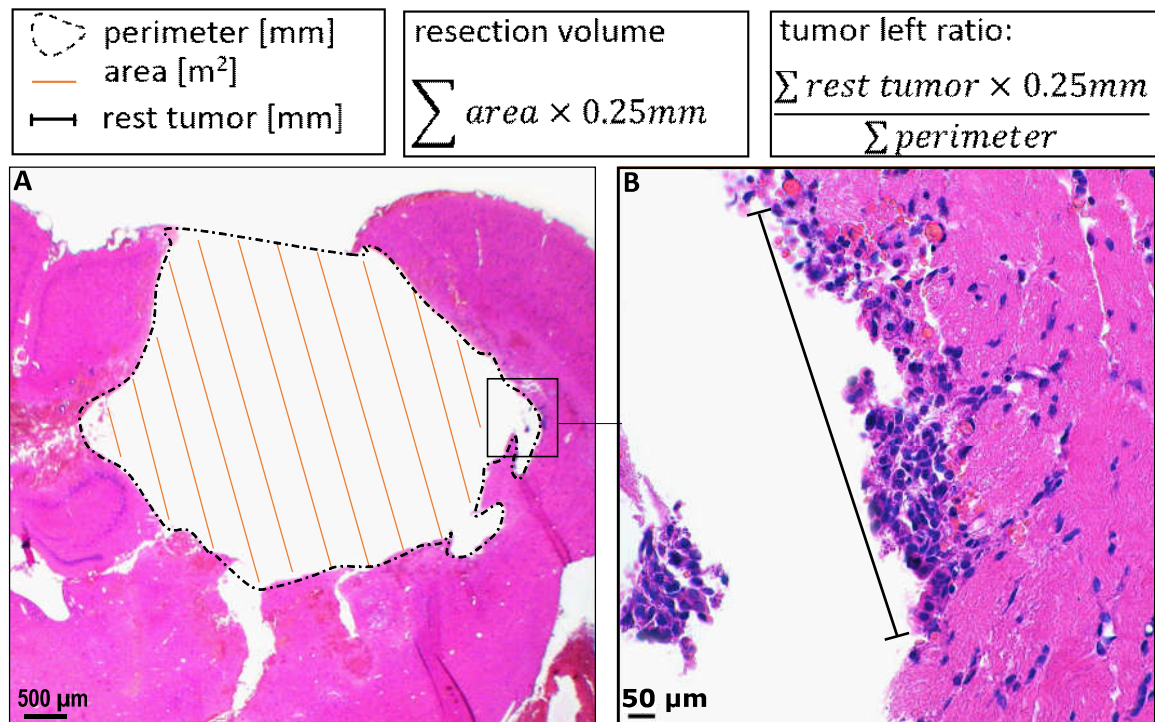 perimeter [mm]
area [m²]
rest tumor [mm]
resection volume
∑ area × 0.25mm
tumor left ratio:
∑ rest tumor × 0.25mm
∑ perimeter
A
500 µm
B
50 µm